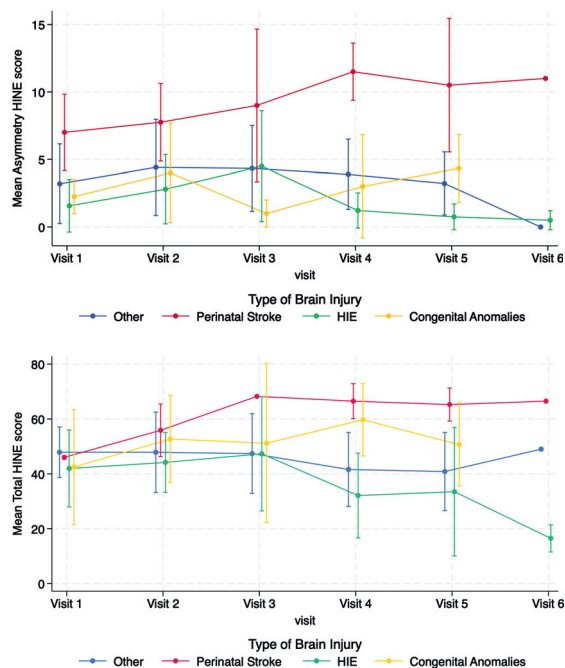 Mean Asymmetry HINE score
15
10
5
0
Visit 1 Visit 2 Visit 3 Visit 4 Visit 5 Visit 6
visit
Type of Brain Injury
Other Perinatal Stroke HIE Congenital Anomalies
Mean Total HINE score
80
60
40
20
0
Visit 1 Visit 2 Visit 3 Visit 4 Visit 5 Visit 6
visit
Type of Brain Injury
Other Perinatal Stroke HIE Congenital Anomalies